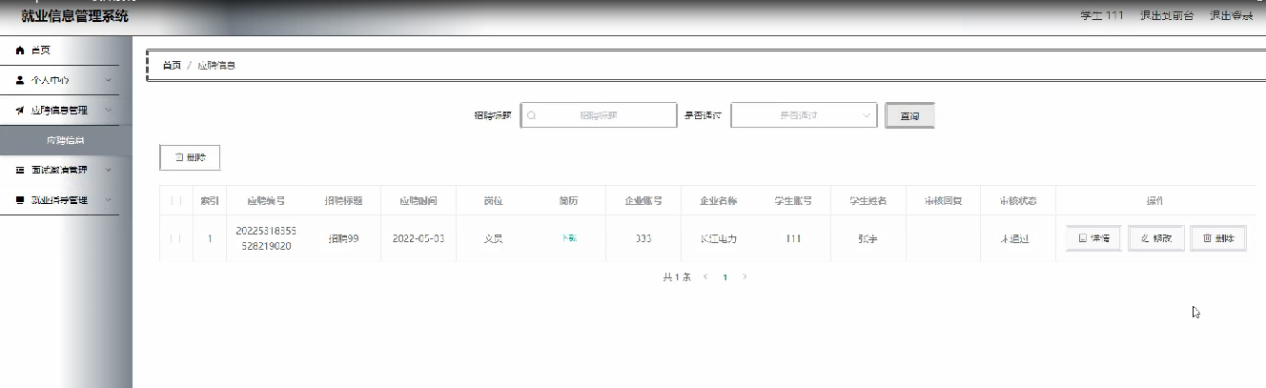 就业信息管理系统
学生 111 退出到前台 退出登录
首页
个人中心
应聘信息管理
应聘信息
面试邀请管理
就业指导管理
首页 / 应聘信息
招聘标题 招聘标题 是否通过 是否通过 查询
删除
索引 应聘编号 招聘标题 应聘时间 岗位 简历 企业账号 企业名称 学生账号 学生姓名 审核回复 审核状态 操作
1 20225318355 招聘99 2022-05-03 文员 下载 333 长江电力 111 张宇 未通过 详情 修改 删除
528219020
共 1 条 < 1 >